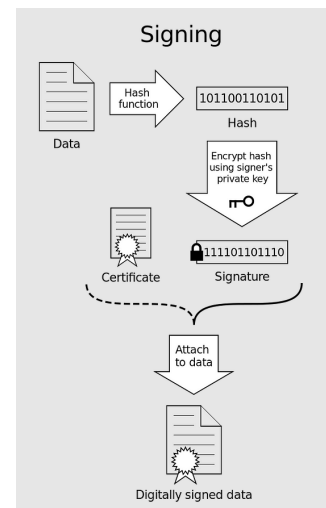 Signing
Hash
function
101100110101
Hash
Data
Encrypt hash
using signer's
private key
111101101110
Certificate
Signature
Attach
to data
Digitally signed data